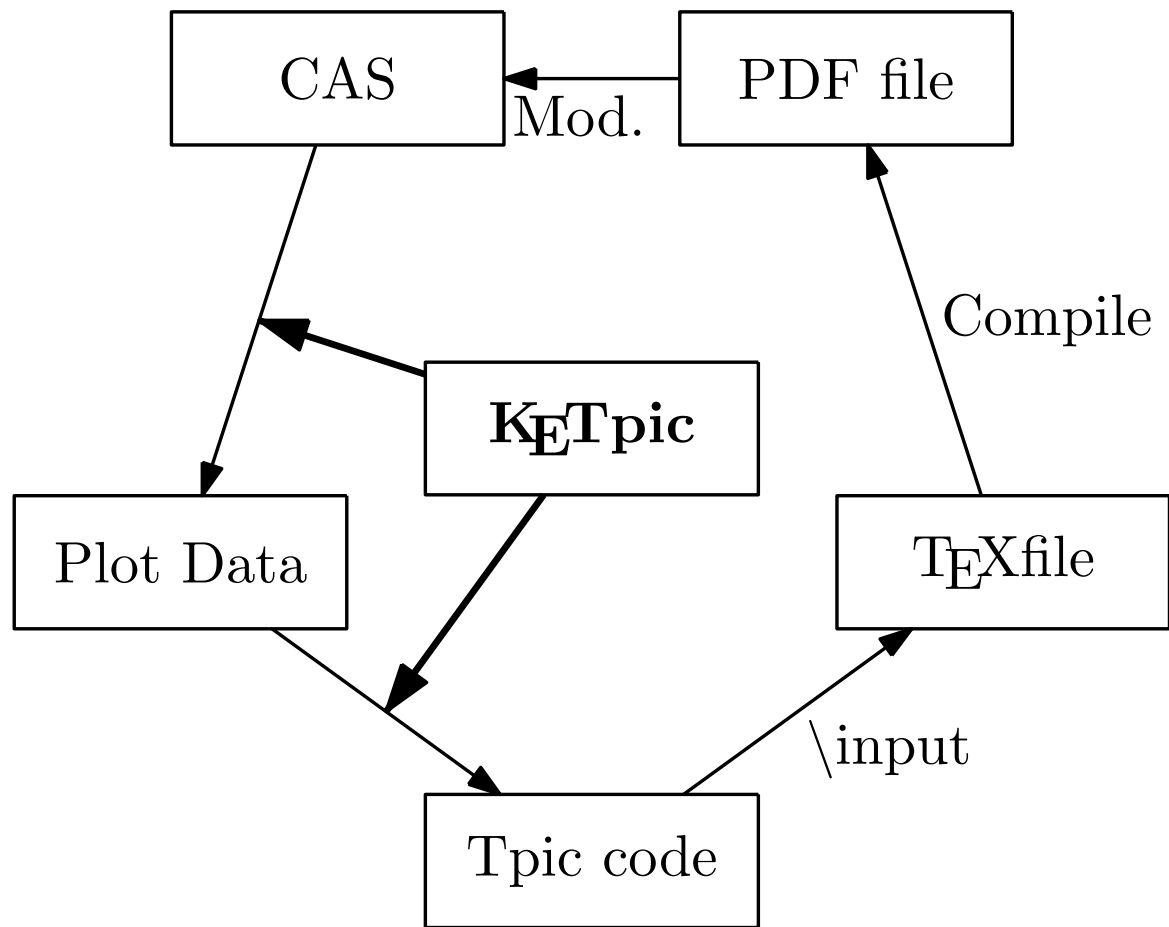 CAS
PDF file
Mod.
Compile
KETpic
Plot Data
TEXfile
\input
Tpic code